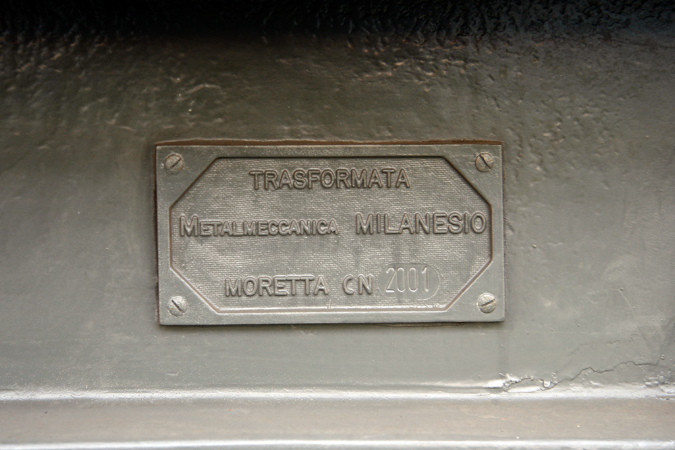 TRASFORMATA
METALMECCANICA MILANESIO
MORETTA CN 2001